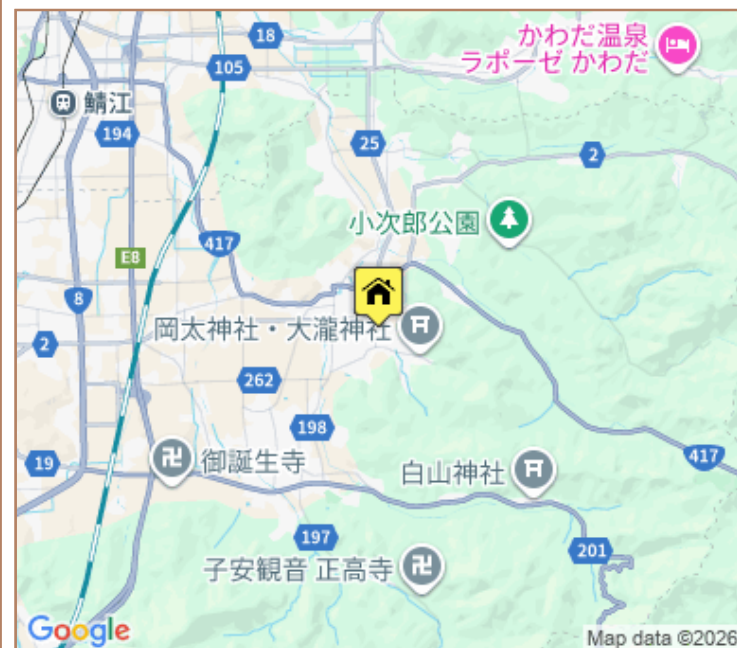 18
かわだ温泉
ラポーゼ かわだ
105
鯖江
194
25
2
小次郎公園
417
E8
8
岡太神社・大瀧神社
2
262
198
417
19
御誕生寺
白山神社
197
201
子安観音 正高寺
Google
Map data ©2026